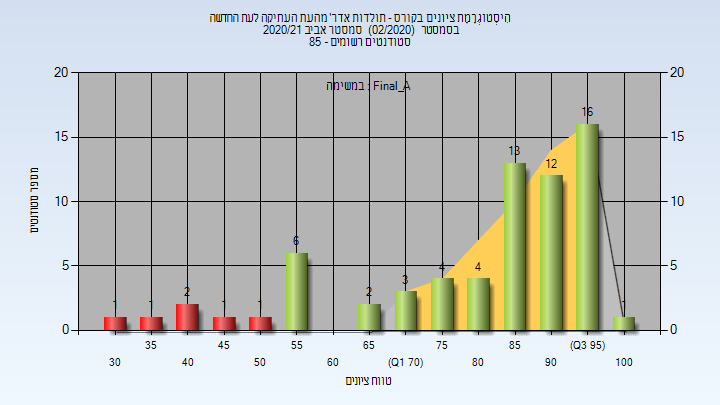 הִיסְטוֹגְרָמַת ציונים בקורס - תולדות אדר' מהעת העתיקה לעת החדשה
בסמסטר (02/2020) סמסטר אביב 2020/21
סטודנטים רשומים - 85
במשימה : Final_A
20 20
15 15
10 10
5 5
0 0
1 1 2 1 1 6 2 3 4 4 13 12 16 1
מספר סטודנטים
35 45 55 65 75 85 (Q3 95)
30 40 50 60 (Q1 70) 80 90 100
טווח ציונים